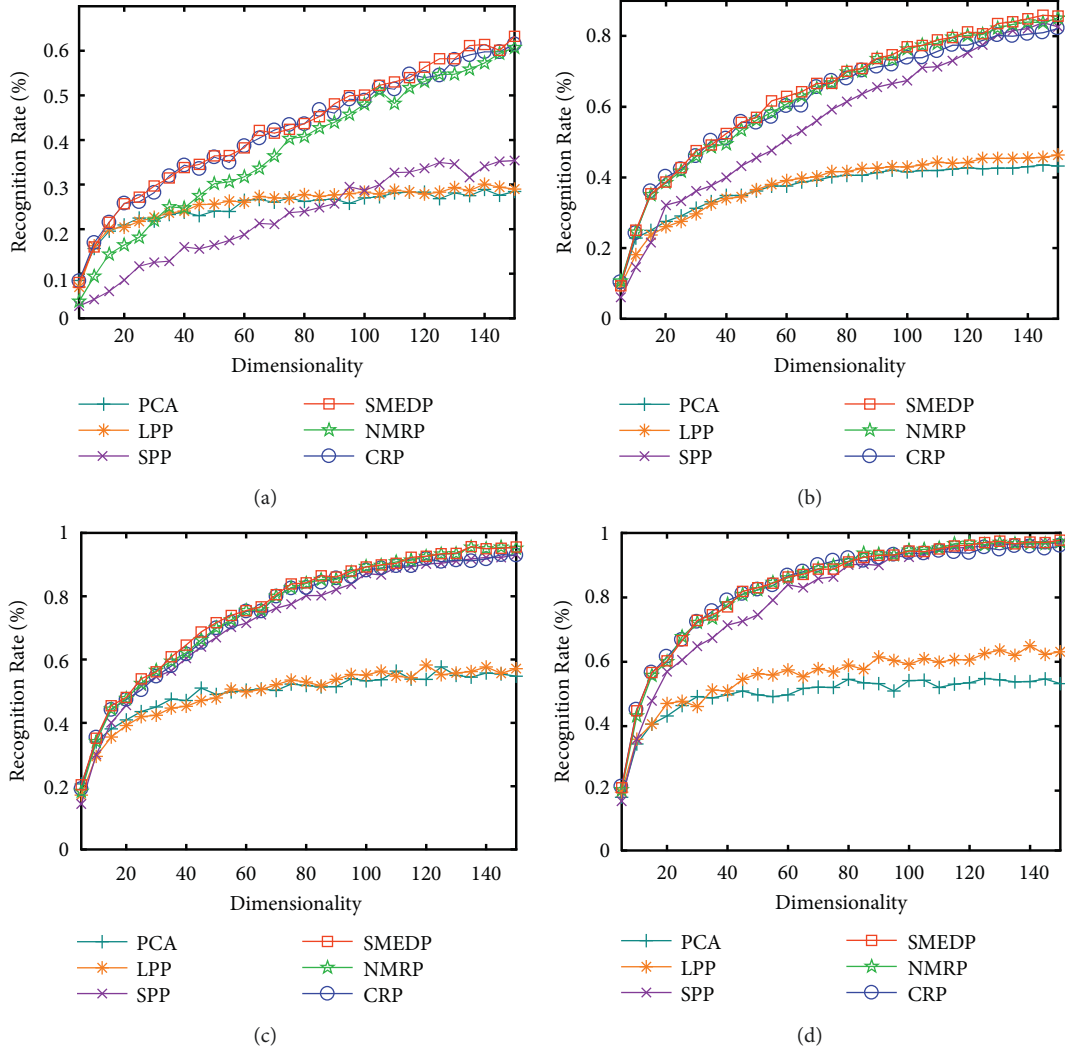 Recognition Rate (%)
0.6
0.5
0.4
0.3
0.2
0.1
0
20 40 60 80 100 120 140
Dimensionality
PCA SMEDP
LPP NMRP
SPP CRP
(a)
Recognition Rate (%)
0.8
0.6
0.4
0.2
0
20 40 60 80 100 120 140
Dimensionality
PCA SMEDP
LPP NMRP
SPP CRP
(b)
Recognition Rate (%)
1
0.8
0.6
0.4
0.2
0
20 40 60 80 100 120 140
Dimensionality
PCA SMEDP
LPP NMRP
SPP CRP
(c)
Recognition Rate (%)
1
0.8
0.6
0.4
0.2
0
20 40 60 80 100 120 140
Dimensionality
PCA SMEDP
LPP NMRP
SPP CRP
(d)